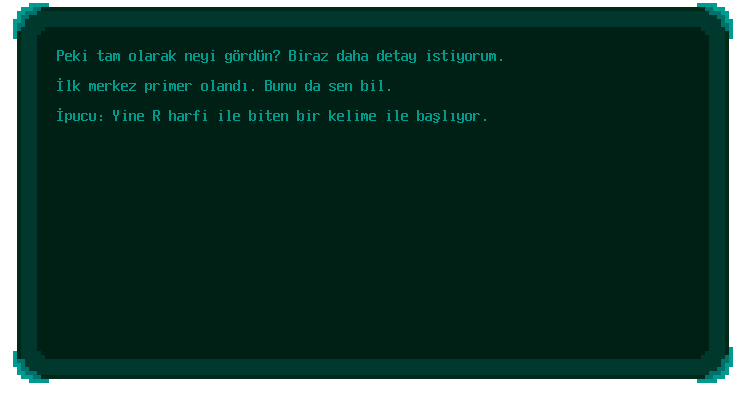 Peki tam olarak neyi gördün? Biraz daha detay istiyorum.
İlk merkez primer olandı. Bunu da sen bil.
İpucu: Yine R harfi ile biten bir kelime ile başlıyor.